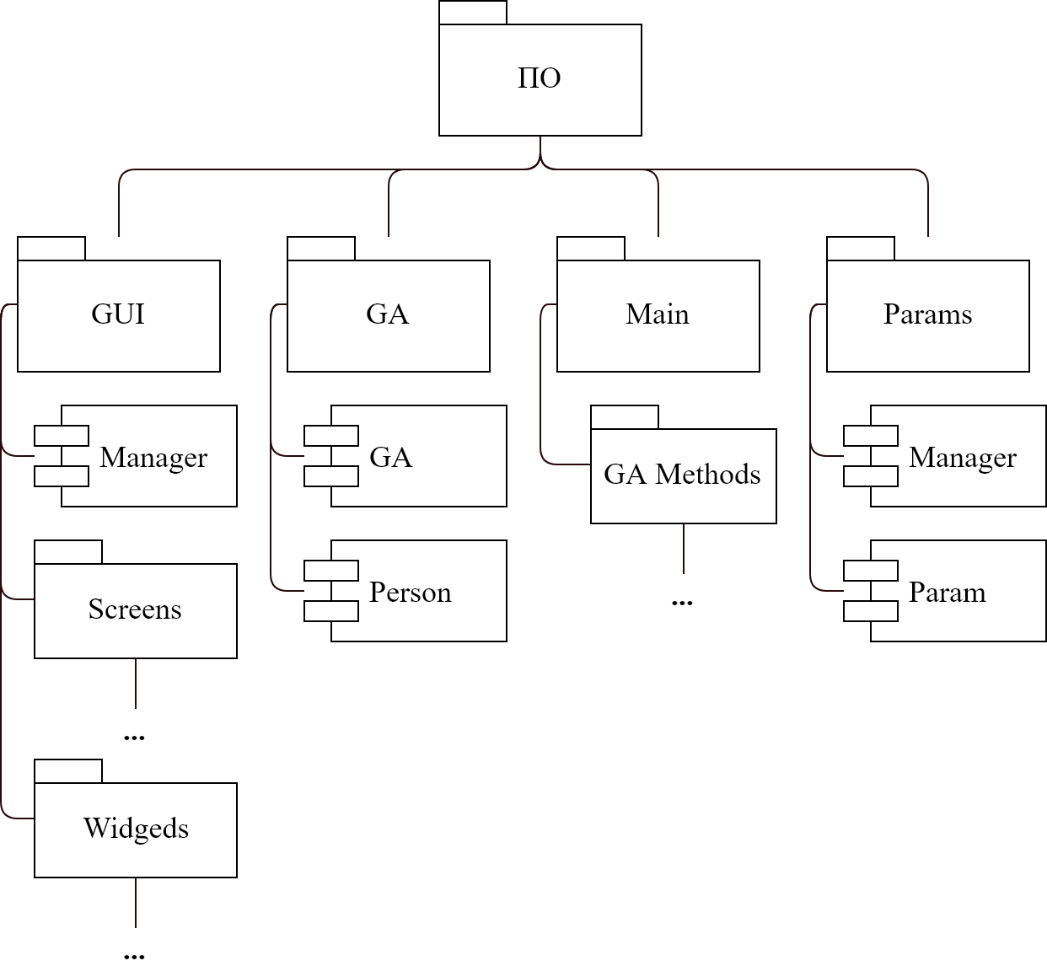 ПО
GUI
GA
Main
Params
Manager
GA
GA Methods
Manager
Screens
Person
...
Param
...
Widgeds
...